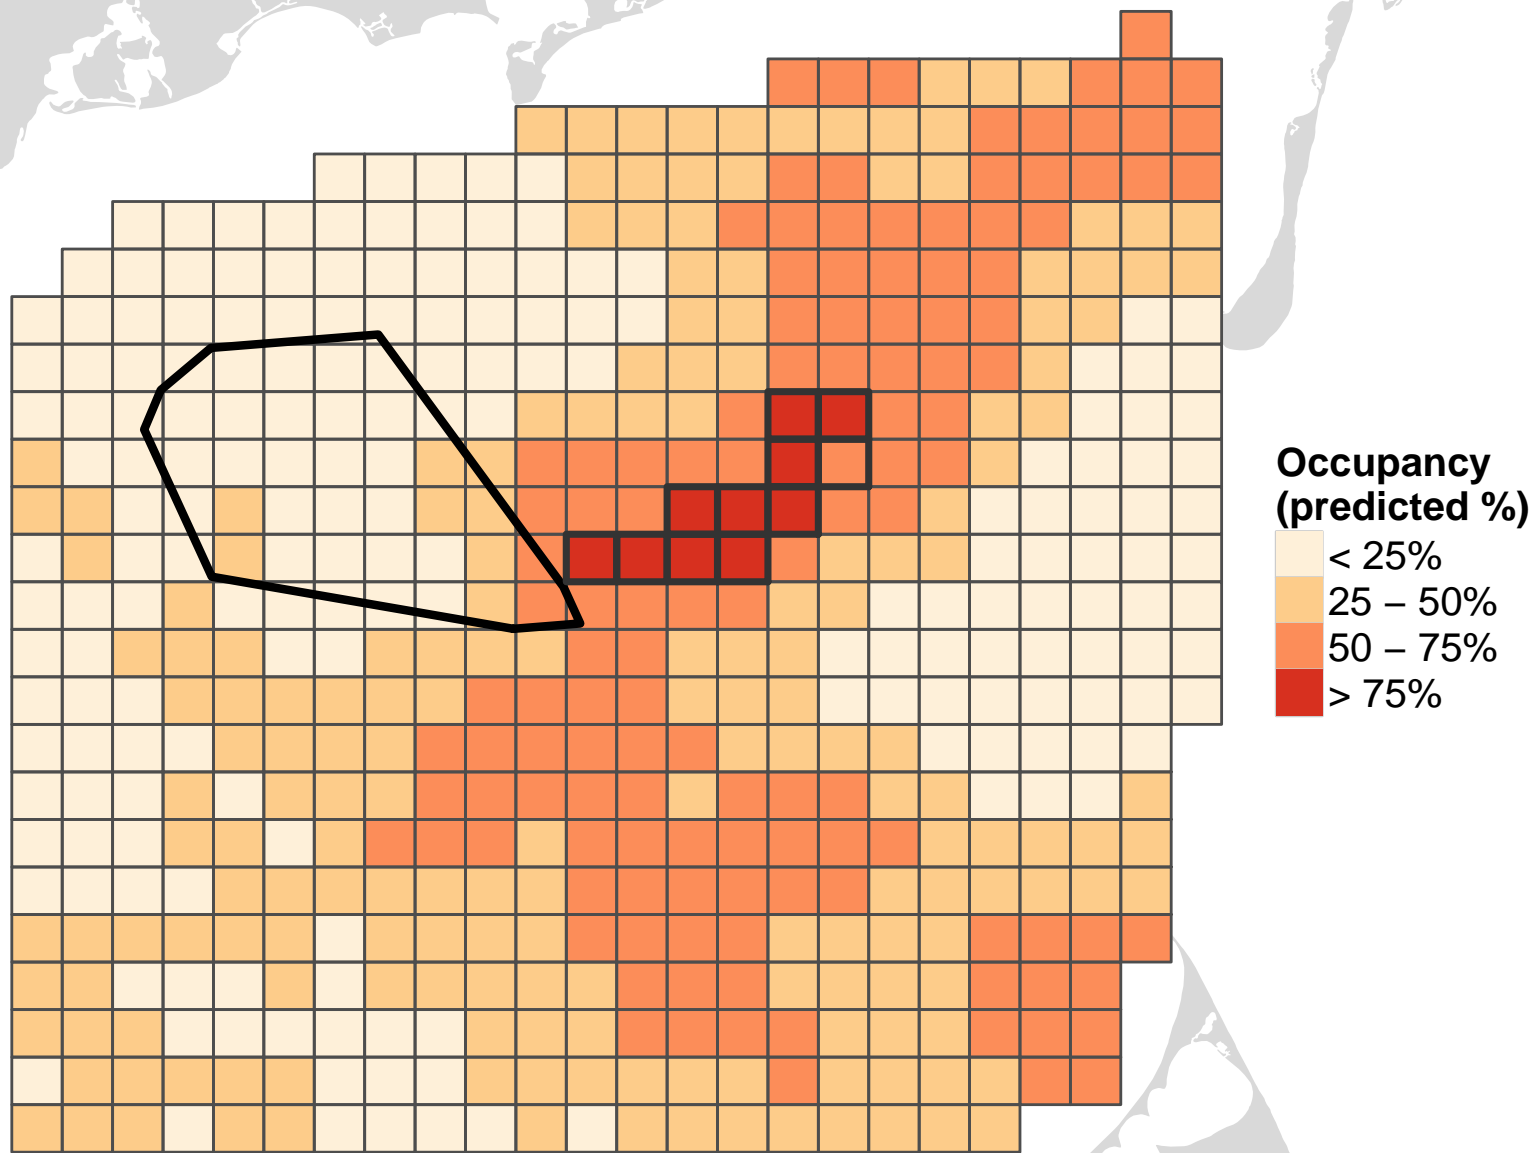 Occupancy
(predicted %)
< 25%
25 – 50%
50 – 75%
> 75%